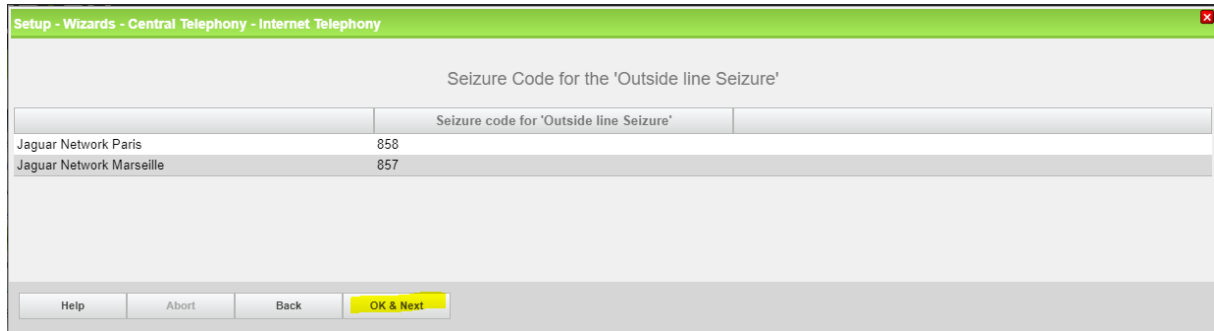 Setup - Wizards - Central Telephony - Internet Telephony
Seizure Code for the 'Outside line Seizure'
Seizure code for 'Outside line Seizure'
Jaguar Network Paris 858
Jaguar Network Marseille 857
Help Abort Back OK & Next